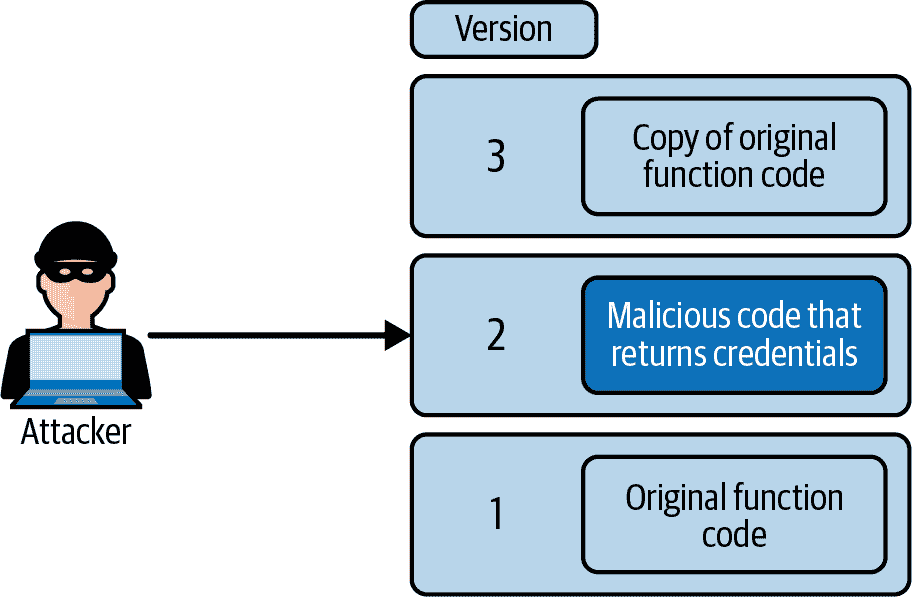 Version
3
Copy of original
function code
2
Malicious code that
returns credentials
Attacker
1
Original function
code